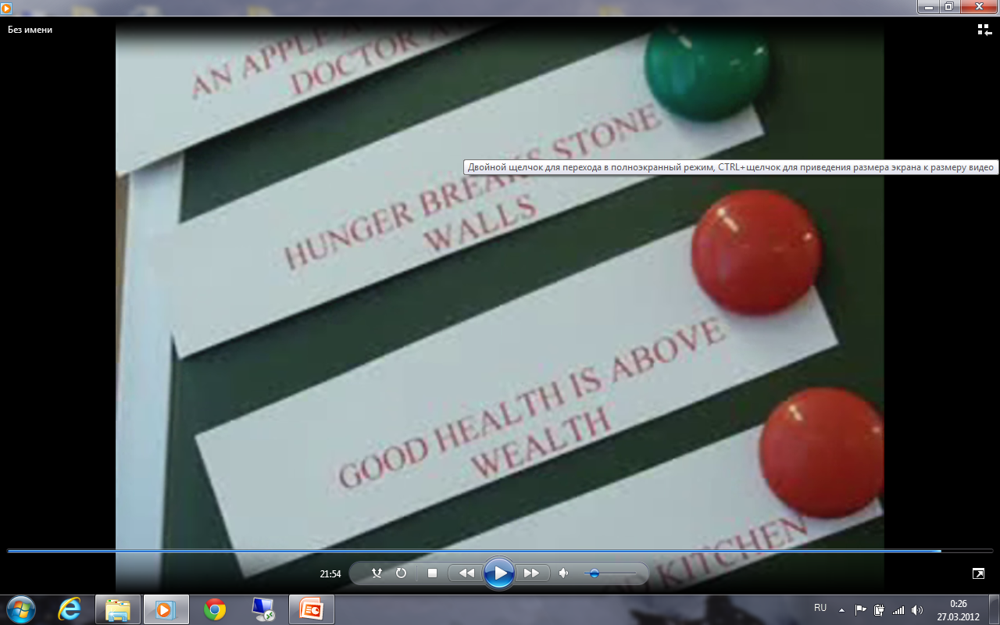 Без имени
AN APPLE A
DOCTOR A
HUNGER BREAKS STONE
WALLS
Двойной щелчок для перехода в полноэкранный режим, CTRL+щелчок для приведения размера экрана к размеру видео
GOOD HEALTH IS ABOVE
WEALTH
KITCHEN
21:54
RU
0:26
27.03.2012